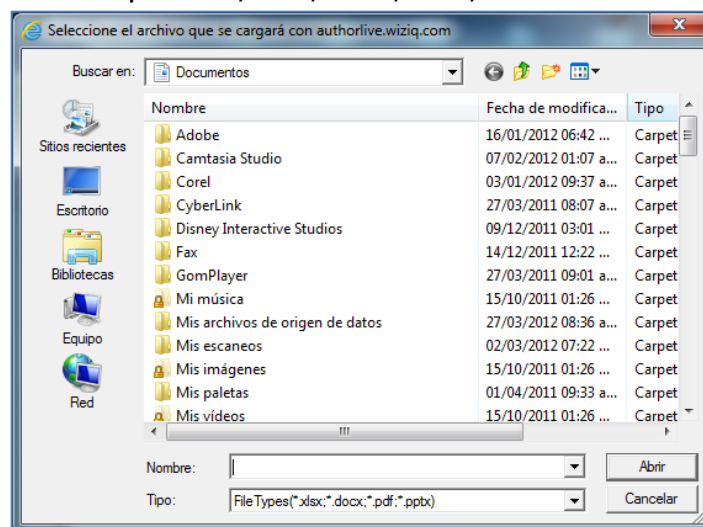 Seleccione el archivo que se cargará con authorlive.wiziq.com
Buscar en: Documentos
Nombre Fecha de modifica... Tipo
Adobe 16/01/2012 06:42 ... Carpet
Camtasia Studio 07/02/2012 01:07 a... Carpet
Corel 03/01/2012 09:37 a... Carpet
CyberLink 27/03/2011 08:07 a... Carpet
Disney Interactive Studios 09/12/2011 03:01 ... Carpet
Fax 14/12/2011 12:22 ... Carpet
GomPlayer 27/03/2011 09:01 a... Carpet
Mi música 15/10/2011 01:26 ... Carpet
Mis archivos de origen de datos 27/03/2012 08:36 a... Carpet
Mis escaneos 02/03/2012 07:22 ... Carpet
Mis imágenes 15/10/2011 01:26 ... Carpet
Mis paletas 01/04/2011 09:33 a... Carpet
Mis vídeos 15/10/2011 01:26 ... Carpet
Sitios recientes
Escritorio
Bibliotecas
Equipo
Red
Nombre: Abrir
Tipo: FileTypes(*.xlsx;*.docx;*.pdf;*.pptx) Cancelar